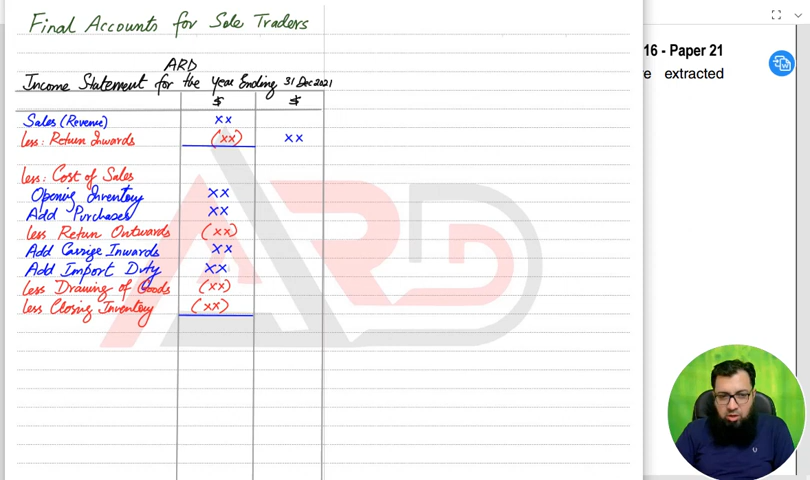 Final Accounts for Sole Traders
16 - Paper 21
e extracted
ARD
Income Statement for the Year Ending 31 Dec 2021
$ $
Sales (Revenue) xx
less: Return Inwards (xx) xx
less: Cost of Sales
Opening Inventory xx
Add Purchases xx
less Return Outwards (xx)
Add Carrige Inwards xx
Add Import Duty xx
less Drawing of Goods (xx)
less Closing Inventory (xx)
ARD